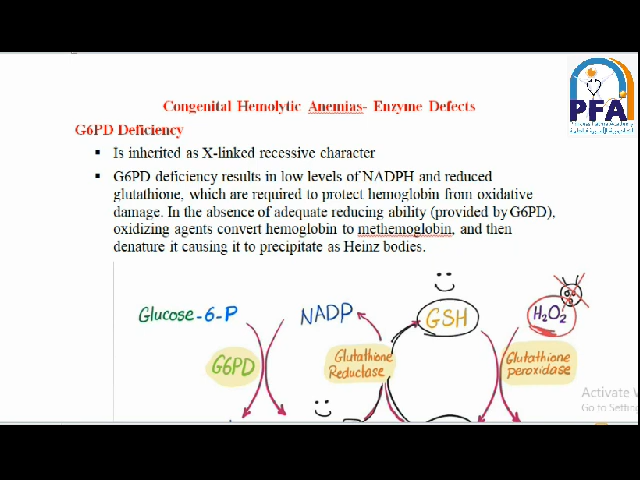 PFA
Congenital Hemolytic Anemias- Enzyme Defects
G6PD Deficiency
▪ Is inherited as X-linked recessive character
▪ G6PD deficiency results in low levels of NADPH and reduced
glutathione, which are required to protect hemoglobin from oxidative
damage. In the absence of adequate reducing ability (provided by G6PD),
oxidizing agents convert hemoglobin to methemoglobin, and then
denature it causing it to precipitate as Heinz bodies.
Glucose-6-P
NADP
GSH
H2O2
G6PD
Glutathione
Reductase
Glutathione
peroxidase
Activate
Go to Setting